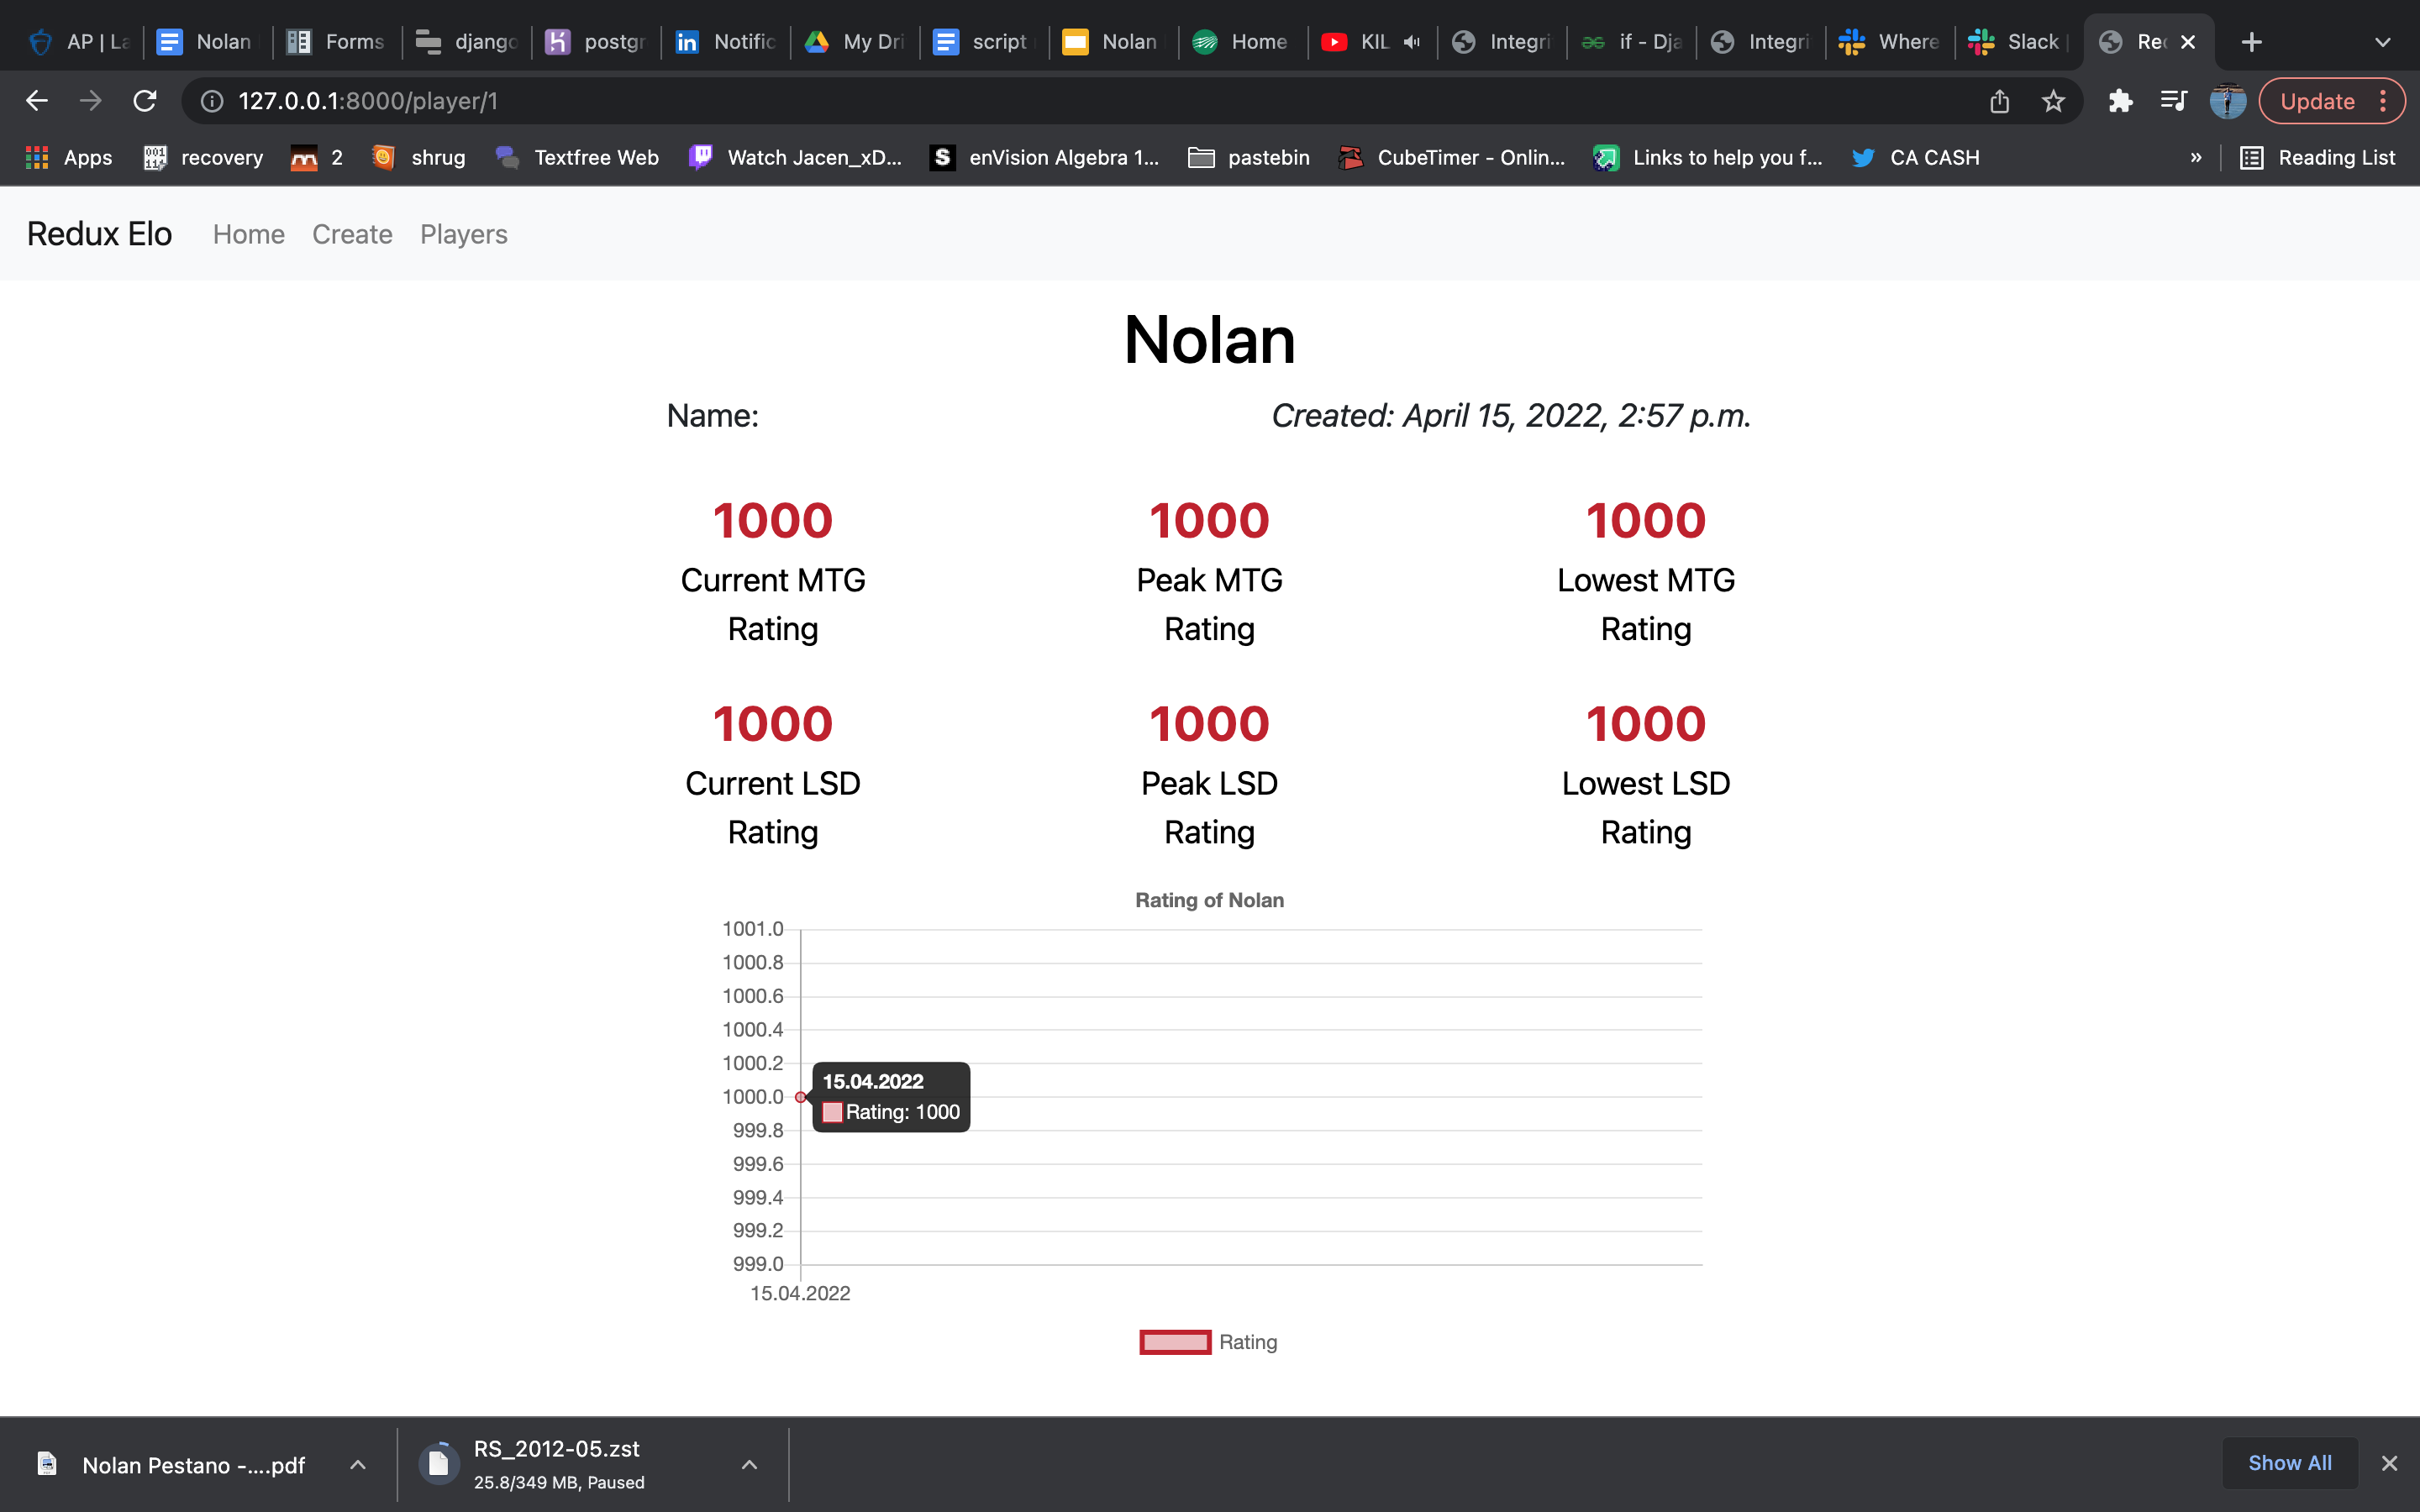 AP | La
Nolan
Forms
django
postgr
Notific
My Dri
script
Nolan
Home
KIL
Integri
if - Dja
Integri
Where
Slack |
Red
127.0.0.1:8000/player/1
Update
Apps
recovery
2
shrug
Textfree Web
Watch Jacen_xD...
enVision Algebra 1...
pastebin
CubeTimer - Onlin...
Links to help you f...
CA CASH
»
Reading List
Redux Elo
Home
Create
Players
Nolan
Name:
Created: April 15, 2022, 2:57 p.m.
1000
Current MTG
Rating
1000
Peak MTG
Rating
1000
Lowest MTG
Rating
1000
Current LSD
Rating
1000
Peak LSD
Rating
1000
Lowest LSD
Rating
Rating of Nolan
1001.0
1000.8
1000.6
1000.4
1000.2
1000.0
999.8
999.6
999.4
999.2
999.0
15.04.2022
Rating: 1000
15.04.2022
Rating
Nolan Pestano -....pdf
RS_2012-05.zst
25.8/349 MB, Paused
Show All